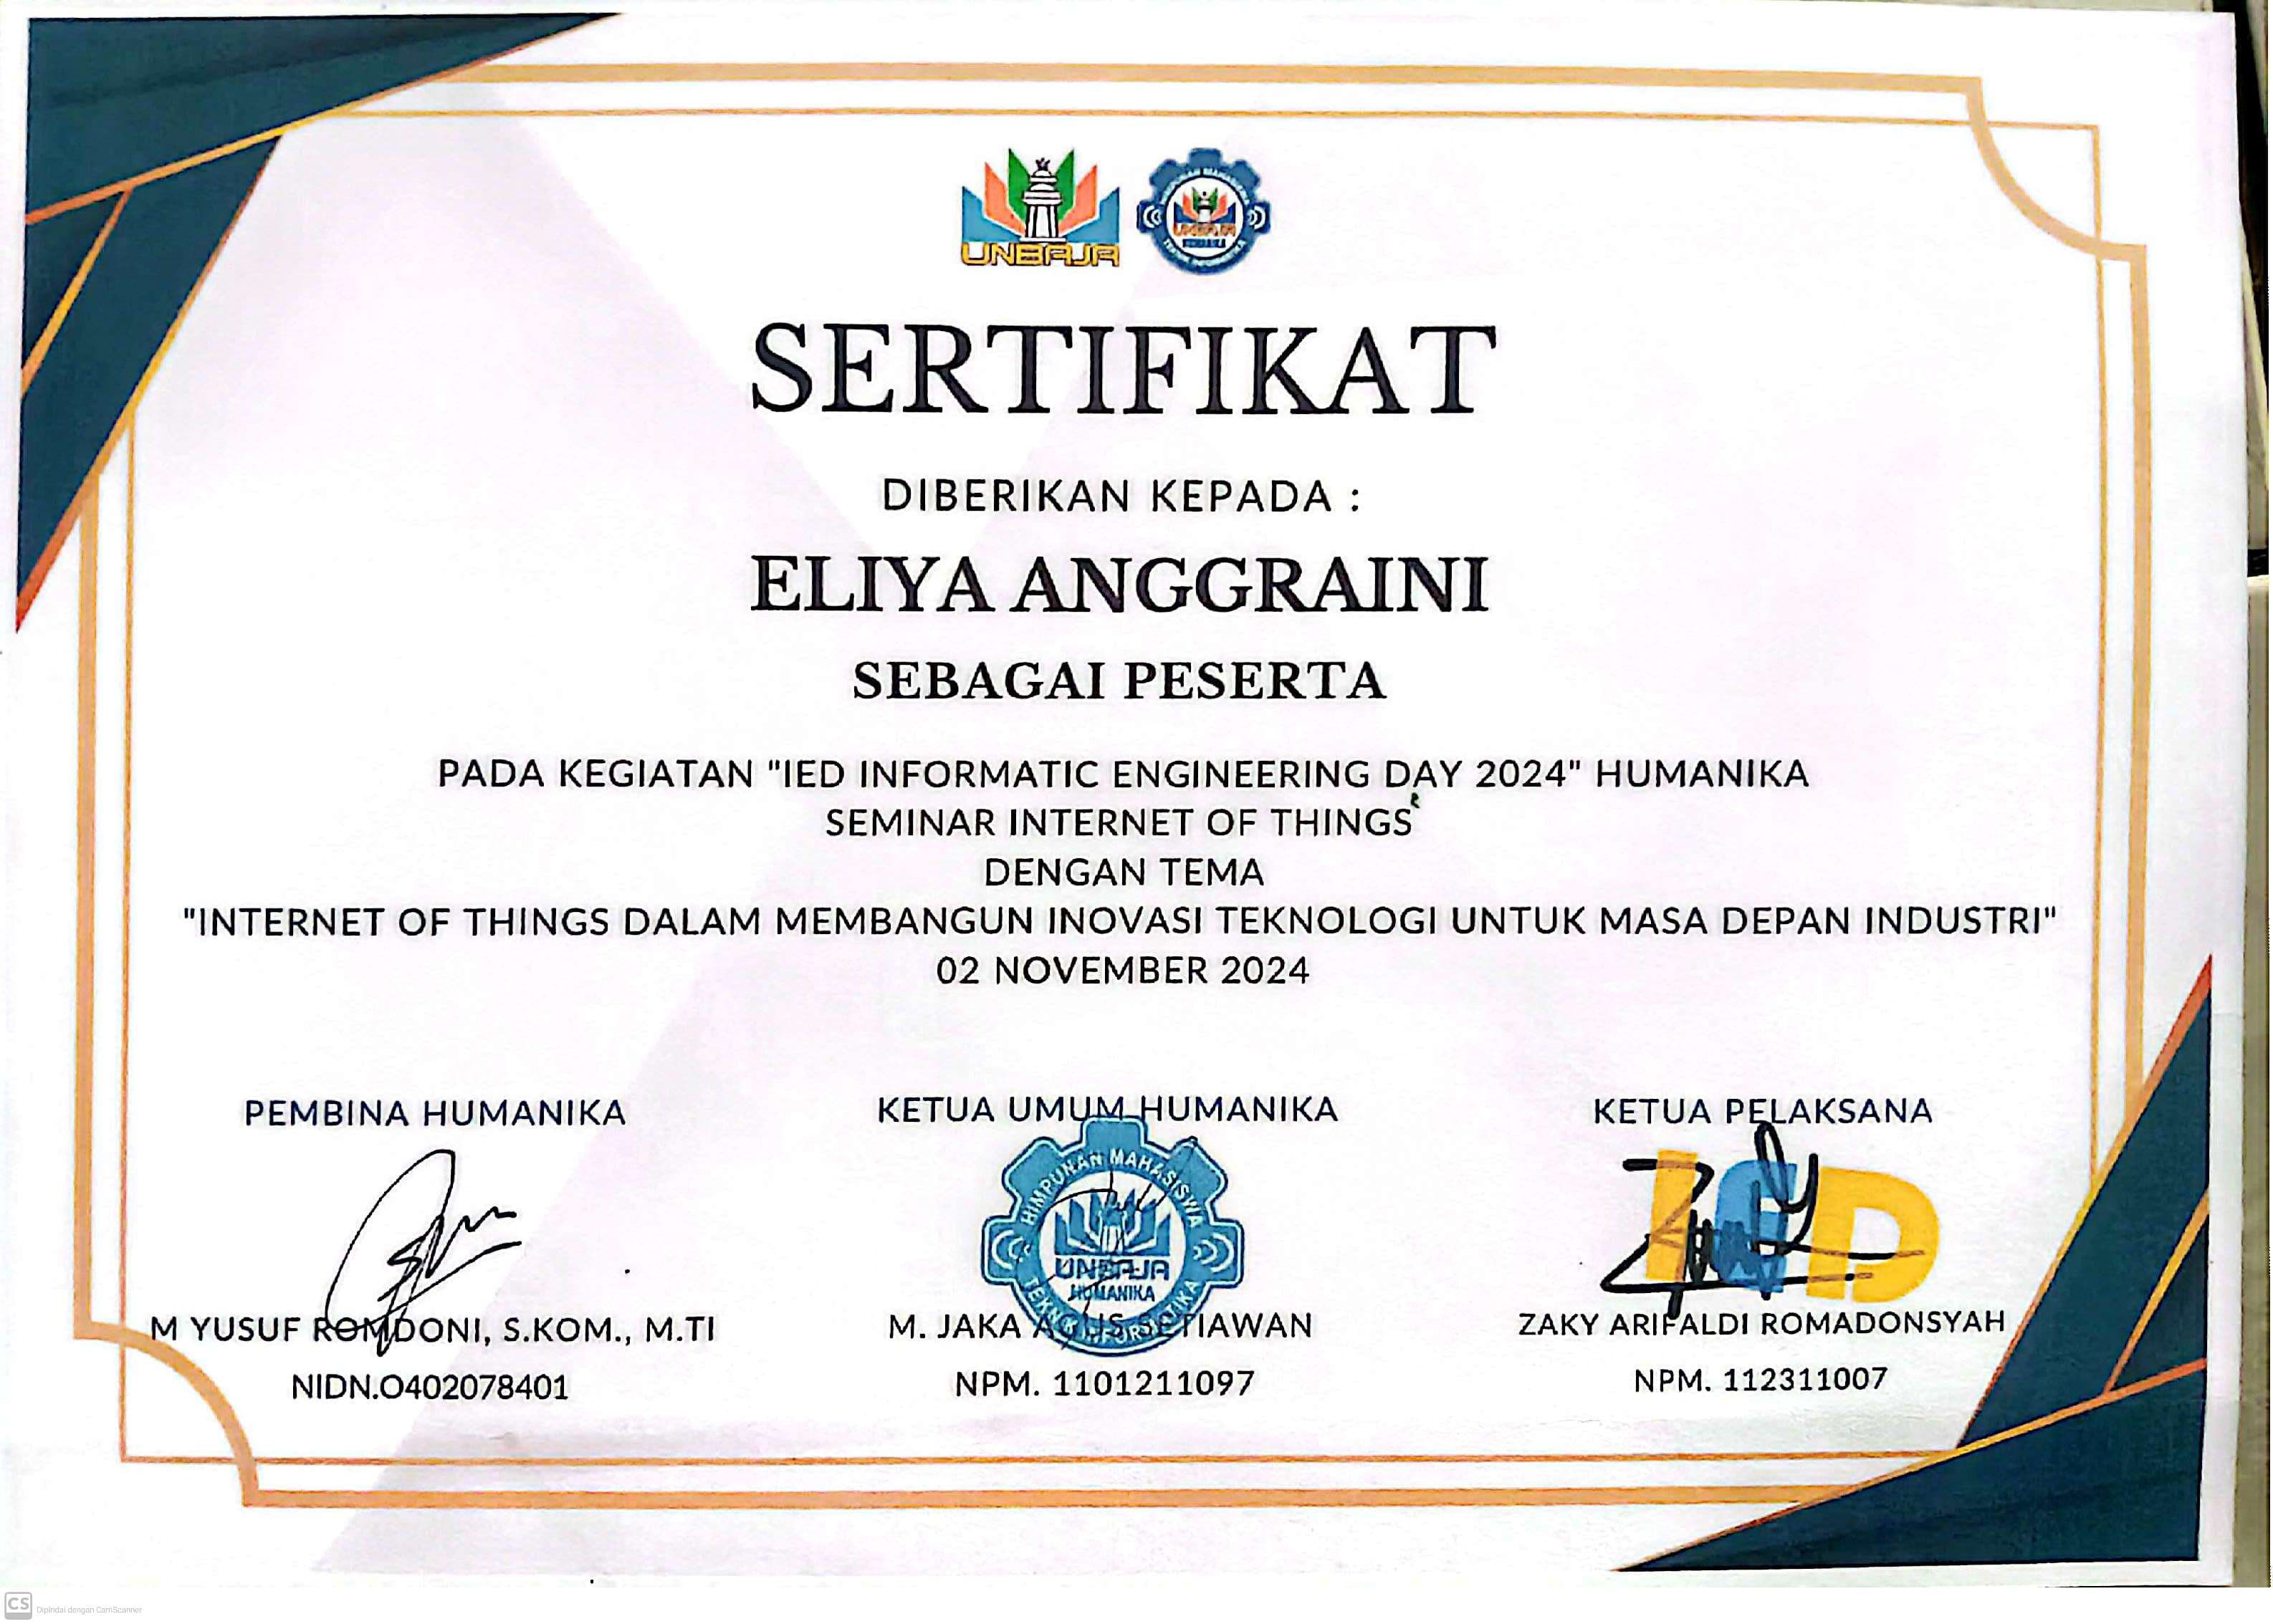 UNBAJA
SERTIFIKAT
DIBERIKAN KEPADA :
ELIYA ANGGRAINI
SEBAGAI PESERTA
PADA KEGIATAN "IED INFORMATIC ENGINEERING DAY 2024" HUMANIKA
SEMINAR INTERNET OF THINGS
DENGAN TEMA
"INTERNET OF THINGS DALAM MEMBANGUN INOVASI TEKNOLOGI UNTUK MASA DEPAN INDUSTRI"
02 NOVEMBER 2024
PEMBINA HUMANIKA
M YUSUF ROMDONI, S.KOM., M.TI
NIDN.O402078401
KETUA UMUM HUMANIKA
HIMPUNAN MAHASISWA
UNBAJA
HUMANIKA
TEKNIK INFORMATIKA
M. JAKA AGUS SETIAWAN
NPM. 1101211097
KETUA PELAKSANA
IED
ZAKY ARIFALDI ROMADONSYAH
NPM. 112311007
CS Dipindai dengan CamScanner